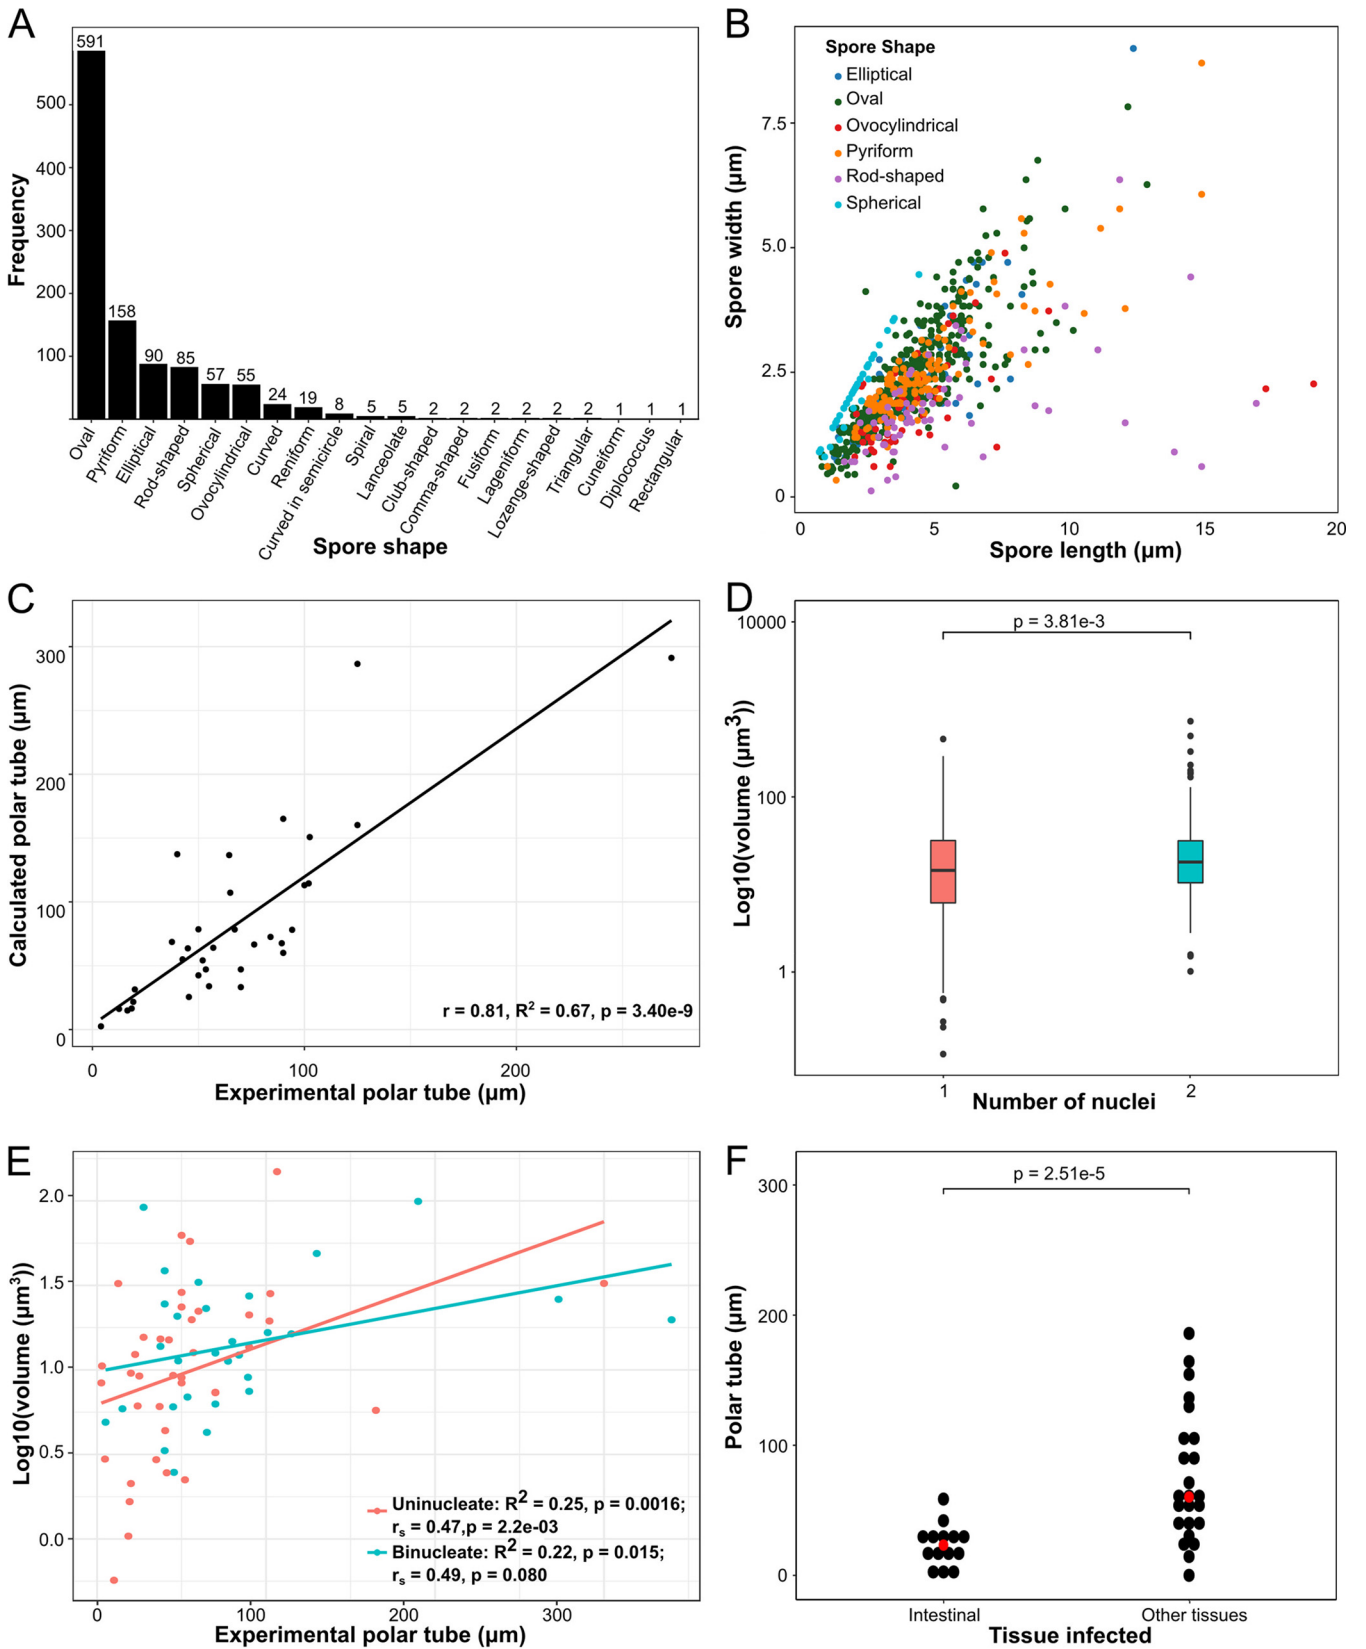 A
591
158
90
85
57
55
24
19
8
5
5
2
2
2
2
2
2
1
1
1
500
400
300
200
100
Frequency
Oval
Pyriform
Elliptical
Rod-shaped
Spherical
Ovocylindrical
Curved
Reniform
Curved in semicircle
Spiral
Lanceolate
Club-shaped
Comma-shaped
Fusiform
Lageniform
Lozenge-shaped
Triangular
Cuneiform
Diplococcus
Rectangular
Spore shape
B
Spore Shape
Elliptical
Oval
Ovocylindrical
Pyriform
Rod-shaped
Spherical
7.5
5.0
2.5
0
Spore width (µm)
0 5 10 15 20
Spore length (µm)
C
300
200
100
0
Calculated polar tube (µm)
r = 0.81, R² = 0.67, p = 3.40e-9
0 100 200
Experimental polar tube (µm)
D
p = 3.81e-3
10000
100
1
Log10(volume (µm³))
1 2
Number of nuclei
E
2.0
1.5
1.0
0.5
0.0
Log10(volume (µm³))
Uninucleate: R² = 0.25, p = 0.0016;
rₛ = 0.47,p = 2.2e-03
Binucleate: R² = 0.22, p = 0.015;
rₛ = 0.49, p = 0.080
0 100 200 300
Experimental polar tube (µm)
F
p = 2.51e-5
300
200
100
0
Polar tube (µm)
Intestinal Other tissues
Tissue infected